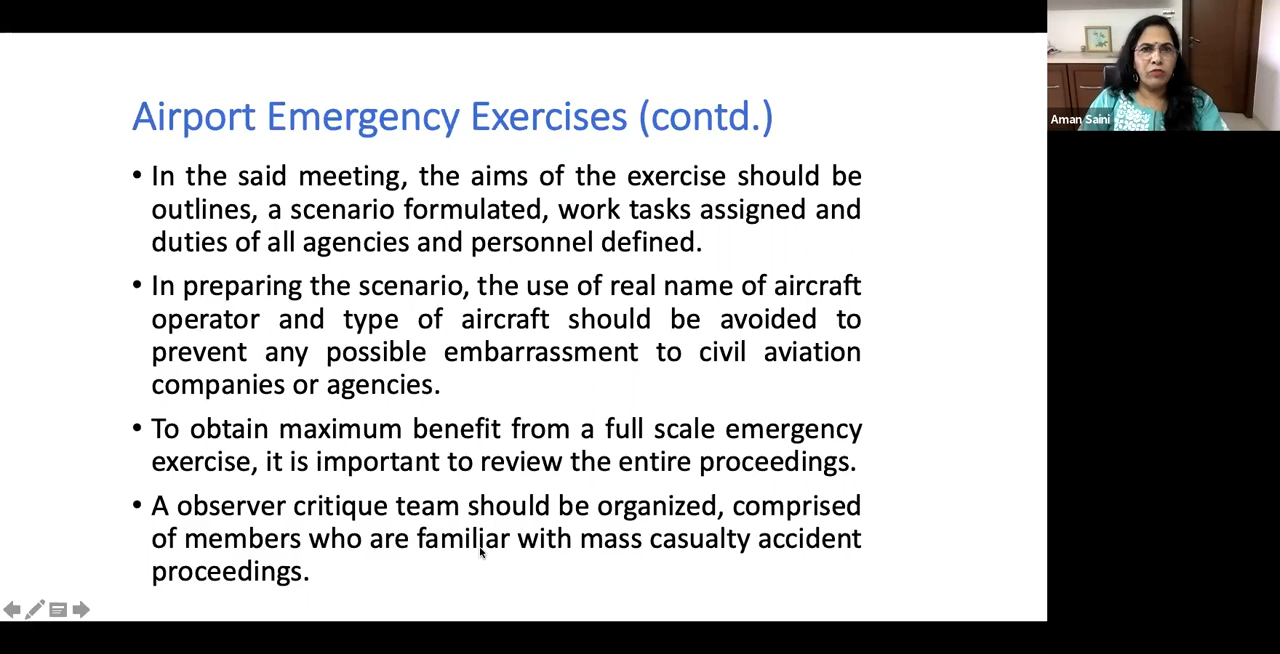 Airport Emergency Exercises (contd.)
• In the said meeting, the aims of the exercise should be
outlines, a scenario formulated, work tasks assigned and
duties of all agencies and personnel defined.
• In preparing the scenario, the use of real name of aircraft
operator and type of aircraft should be avoided to
prevent any possible embarrassment to civil aviation
companies or agencies.
• To obtain maximum benefit from a full scale emergency
exercise, it is important to review the entire proceedings.
• A observer critique team should be organized, comprised
of members who are familiar with mass casualty accident
proceedings.
Aman Saini